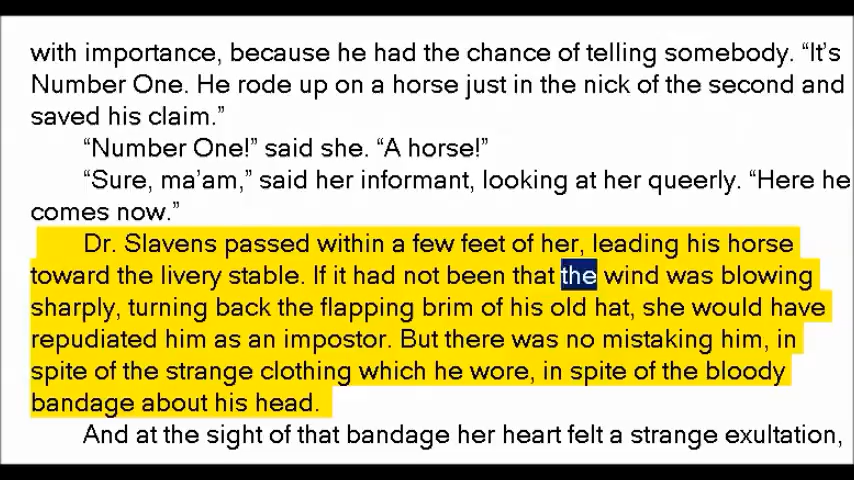 with importance, because he had the chance of telling somebody. “It’s
Number One. He rode up on a horse just in the nick of the second and
saved his claim.”
“Number One!” said she. “A horse!”
“Sure, ma’am,” said her informant, looking at her queerly. “Here he
comes now.”
Dr. Slavens passed within a few feet of her, leading his horse
toward the livery stable. If it had not been that the wind was blowing
sharply, turning back the flapping brim of his old hat, she would have
repudiated him as an impostor. But there was no mistaking him, in
spite of the strange clothing which he wore, in spite of the bloody
bandage about his head.
And at the sight of that bandage her heart felt a strange exultation,